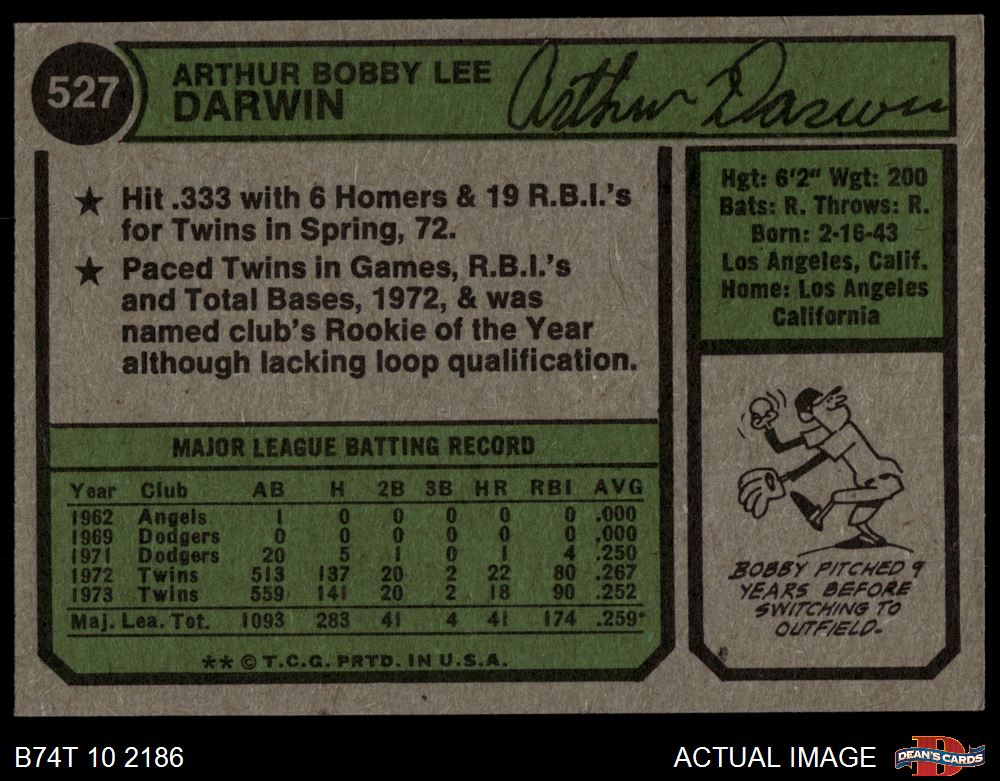 527
ARTHUR BOBBY LEE
DARWIN
Arthur Darwin
★ Hit .333 with 6 Homers & 19 R.B.I.'s
for Twins in Spring, 72.
★ Paced Twins in Games, R.B.I.'s
and Total Bases, 1972, & was
named club's Rookie of the Year
although lacking loop qualification.
Hgt: 6'2" Wgt: 200
Bats: R. Throws: R.
Born: 2-16-43
Los Angeles, Calif.
Home: Los Angeles
California
MAJOR LEAGUE BATTING RECORD
Year Club AB H 2B 3B HR RBI AVG
1962 Angels 1 0 0 0 0 0 .000
1969 Dodgers 0 0 0 0 0 0 .000
1971 Dodgers 20 5 1 0 1 4 .250
1972 Twins 513 137 20 2 22 80 .267
1973 Twins 559 141 20 2 18 90 .252
Maj. Lea. Tot. 1093 283 41 4 41 174 .259
** © T.C.G. PRTD. IN U.S.A.
BOBBY PITCHED 9
YEARS BEFORE
SWITCHING TO
OUTFIELD.
B74T 10 2186
ACTUAL IMAGE
D
DEAN'S CARDS